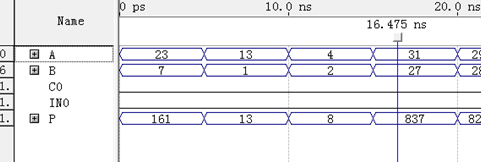 Name 0 ps 10.0 ns 20.0 ns
16.475 ns
0 A 23 13 4 31 29
6 B 7 1 2 27 28
1. CO
1. INO
1. P 161 13 8 837 82